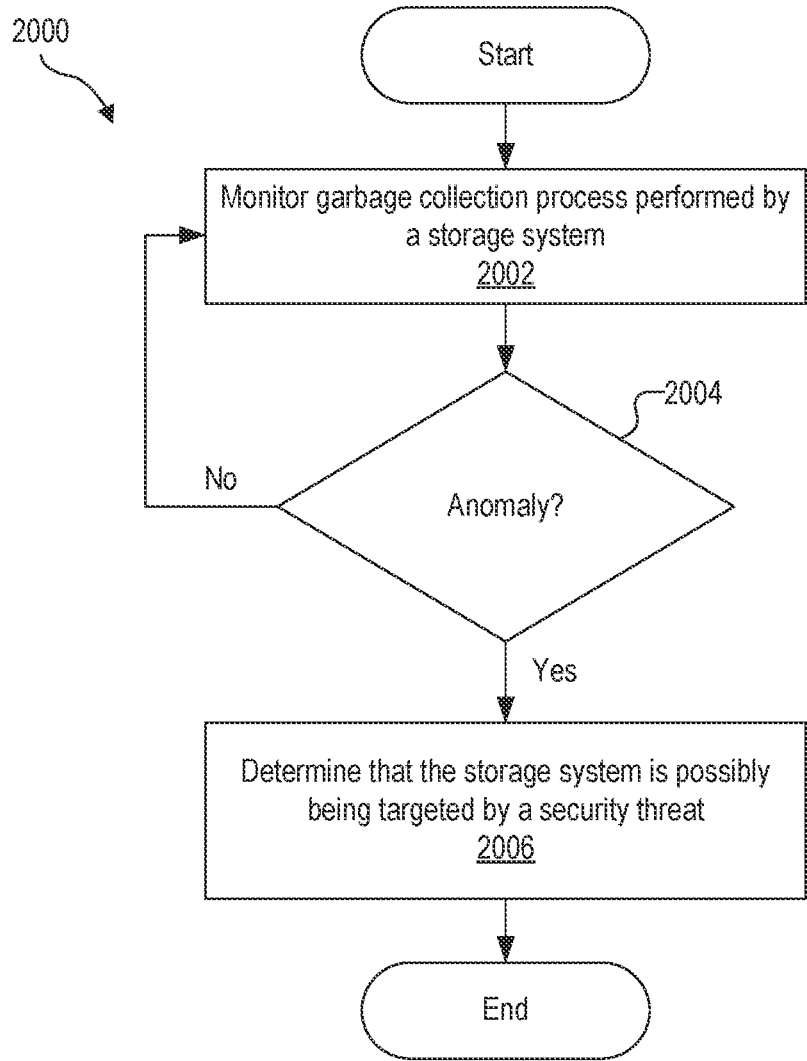 2000
Start
Monitor garbage collection process performed by
a storage system
2002
2004
Anomaly?
No
Yes
Determine that the storage system is possibly
being targeted by a security threat
2006
End